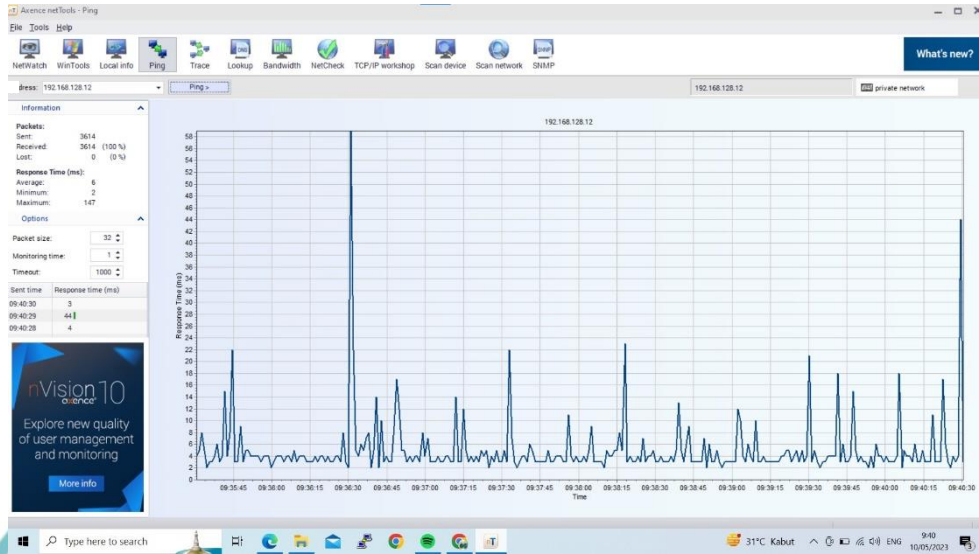 Axence netTools - Ping
File Tools Help
NetWatch WinTools Local info Ping Trace Lookup Bandwidth NetCheck TCP/IP workshop Scan device Scan network SNMP
What's new?
dress: 192.168.128.12 Ping > 192.168.128.12 private network
Information
Packets:
Sent: 3614
Received: 3614 (100 %)
Lost: 0 (0 %)
Response Time (ms):
Average: 6
Minimum: 2
Maximum: 147
Options
Packet size: 32
Monitoring time: 1
Timeout: 1000
Sent time Response time (ms)
09:40:30 3
09:40:29 44
09:40:28 4
nVision 10
axence
Explore new quality
of user management
and monitoring
More info
192.168.128.12
58
56
54
52
50
48
46
44
42
40
38
36
34
32
30
28
26
24
22
20
18
16
14
12
10
8
6
4
2
0
Response Time (ms)
09:35:45 09:36:00 09:36:15 09:36:30 09:36:45 09:37:00 09:37:15 09:37:30 09:37:45 09:38:00 09:38:15 09:38:30 09:38:45 09:39:00 09:39:15 09:39:30 09:39:45 09:40:00 09:40:15 09:40:30
Time
Type here to search
31°C Kabut ENG 9:40
10/05/2023